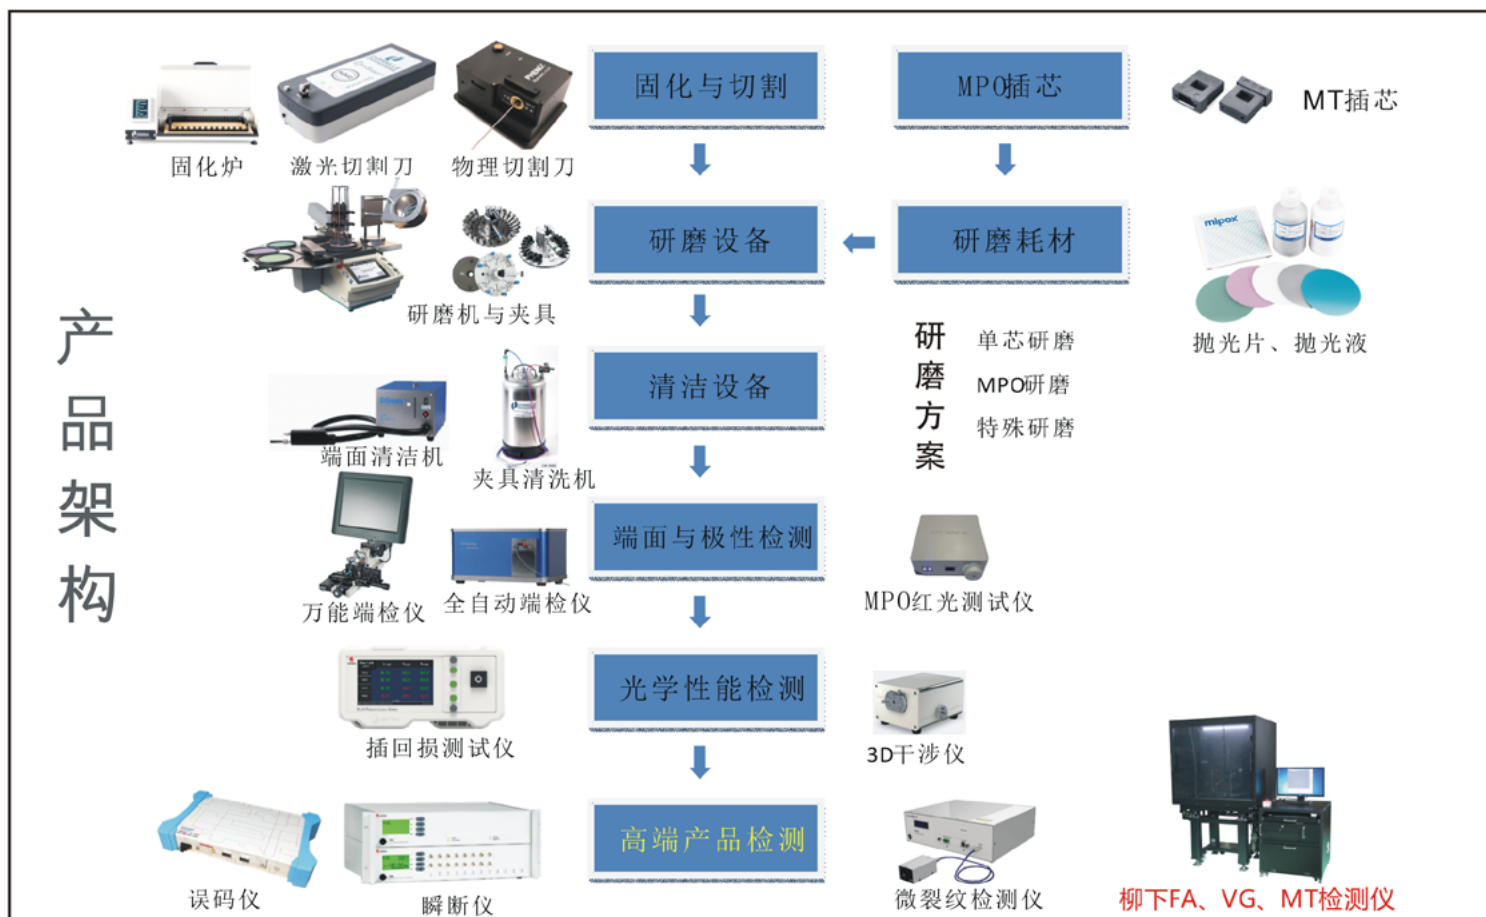 产品架构
固化与切割
MPO插芯
MT插芯
固化炉
激光切割刀
物理切割刀
研磨设备
研磨耗材
mipox
研磨机与夹具
研磨方案
单芯研磨
MPO研磨
特殊研磨
抛光片、抛光液
清洁设备
端面清洁机
夹具清洗机
端面与极性检测
万能端检仪
全自动端检仪
MPO红光测试仪
光学性能检测
插回损测试仪
3D干涉仪
高端产品检测
误码仪
瞬断仪
微裂纹检测仪
柳下FA、VG、MT检测仪